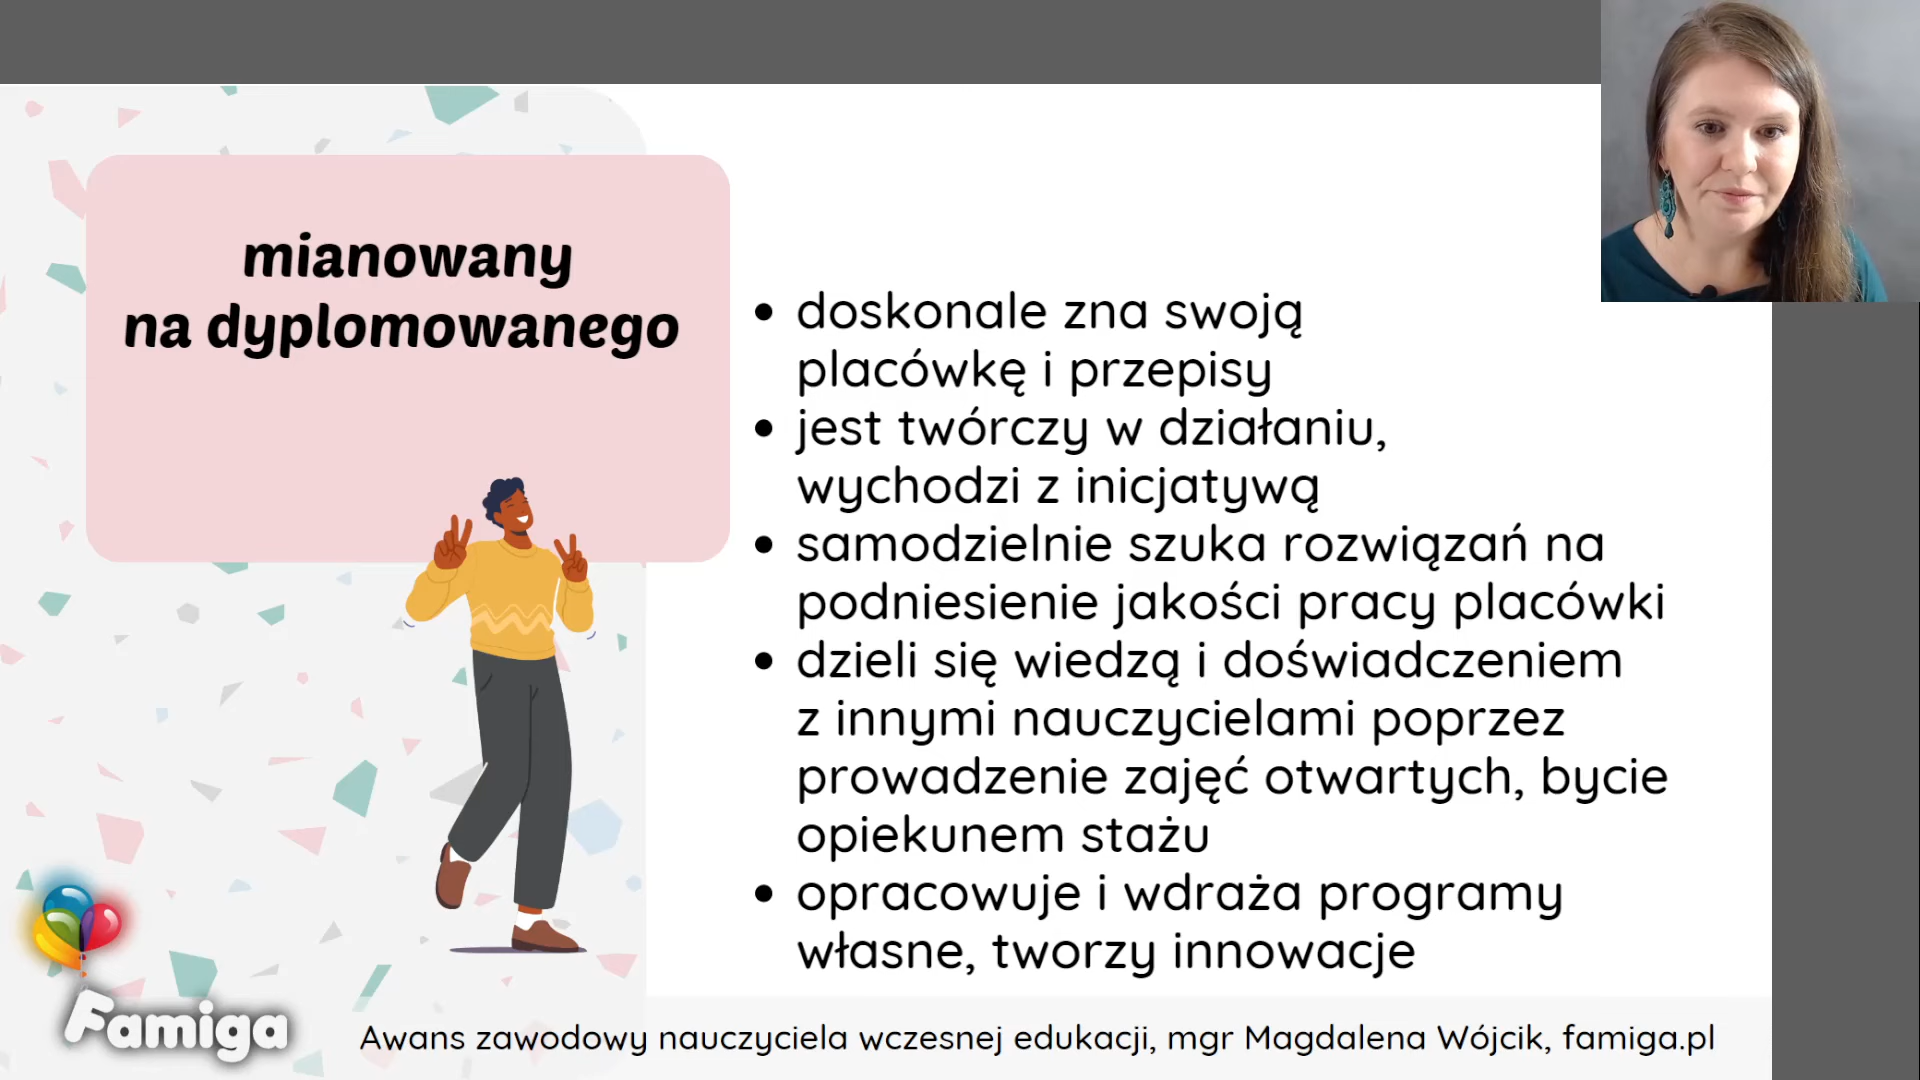 mianowany
na dyplomowanego
doskonale zna swoją
placówkę i przepisy
jest twórczy w działaniu,
wychodzi z inicjatywą
samodzielnie szuka rozwiązań na
podniesienie jakości pracy placówki
dzieli się wiedzą i doświadczeniem
z innymi nauczycielami poprzez
prowadzenie zajęć otwartych, bycie
opiekunem stażu
opracowuje i wdraża programy
własne, tworzy innowacje
Famiga
Awans zawodowy nauczyciela wczesnej edukacji, mgr Magdalena Wójcik, famiga.pl